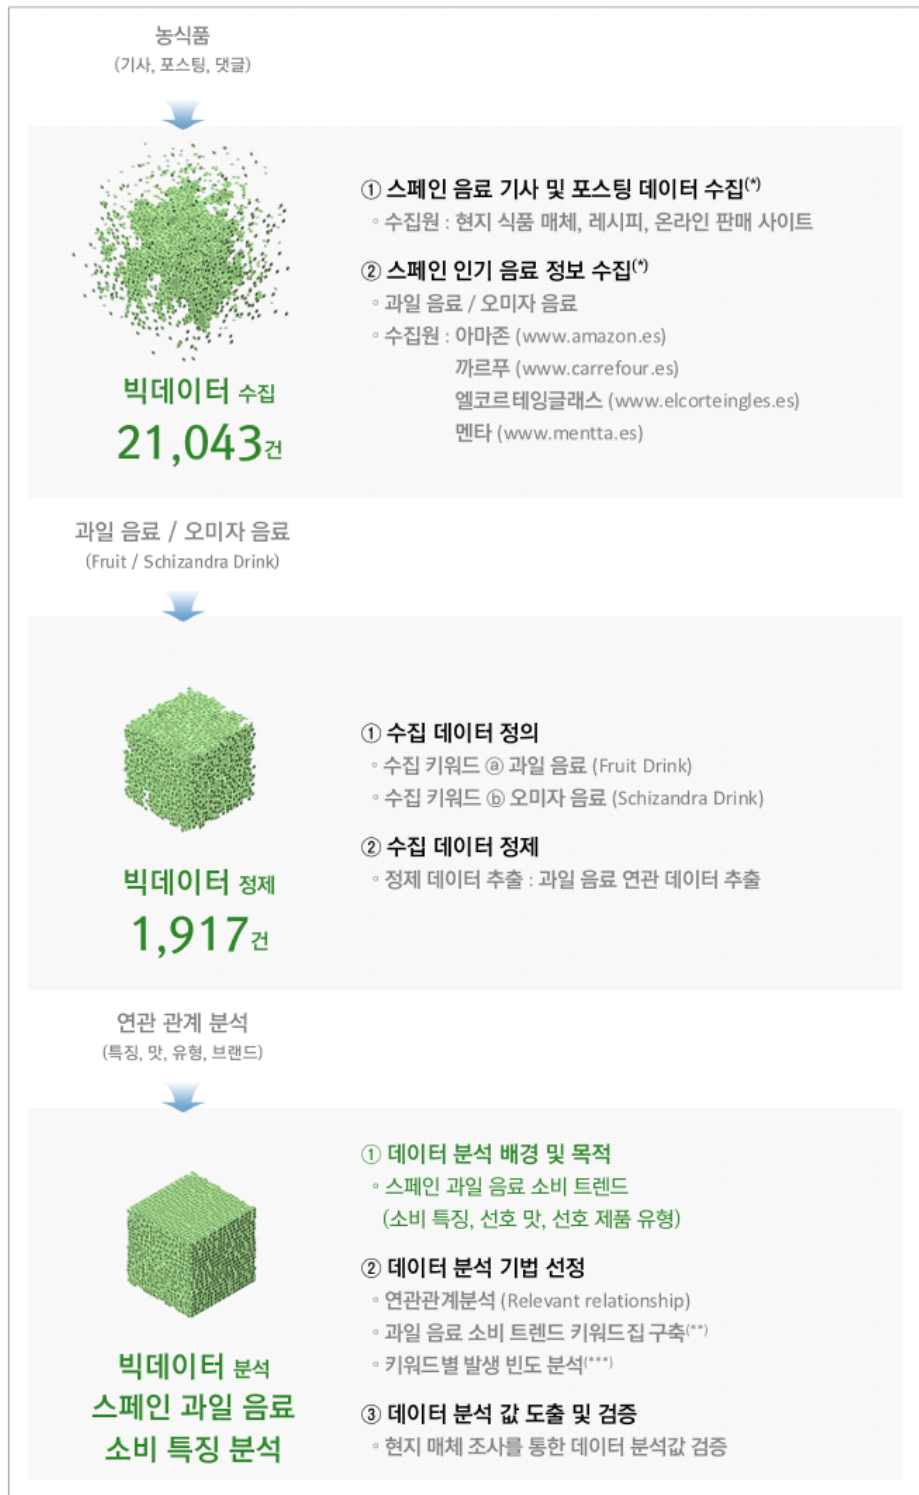 농식품
(기사, 포스팅, 댓글)
빅데이터 수집
21,043건
① 스페인 음료 기사 및 포스팅 데이터 수집(*)
◦ 수집원 : 현지 식품 매체, 레시피, 온라인 판매 사이트
② 스페인 인기 음료 정보 수집(*)
◦ 과일 음료 / 오미자 음료
◦ 수집원 : 아마존 (www.amazon.es)
까르푸 (www.carrefour.es)
엘코르테잉글래스 (www.elcorteingles.es)
멘타 (www.mentta.es)
과일 음료 / 오미자 음료
(Fruit / Schizandra Drink)
빅데이터 정제
1,917건
① 수집 데이터 정의
◦ 수집 키워드 ⓐ 과일 음료 (Fruit Drink)
◦ 수집 키워드 ⓑ 오미자 음료 (Schizandra Drink)
② 수집 데이터 정제
◦ 정제 데이터 추출 : 과일 음료 연관 데이터 추출
연관 관계 분석
(특징, 맛, 유형, 브랜드)
빅데이터 분석
스페인 과일 음료
소비 특징 분석
① 데이터 분석 배경 및 목적
◦ 스페인 과일 음료 소비 트렌드
(소비 특징, 선호 맛, 선호 제품 유형)
② 데이터 분석 기법 선정
◦ 연관관계분석 (Relevant relationship)
◦ 과일 음료 소비 트렌드 키워드집 구축(**)
◦ 키워드별 발생 빈도 분석(***)
③ 데이터 분석 값 도출 및 검증
◦ 현지 매체 조사를 통한 데이터 분석값 검증